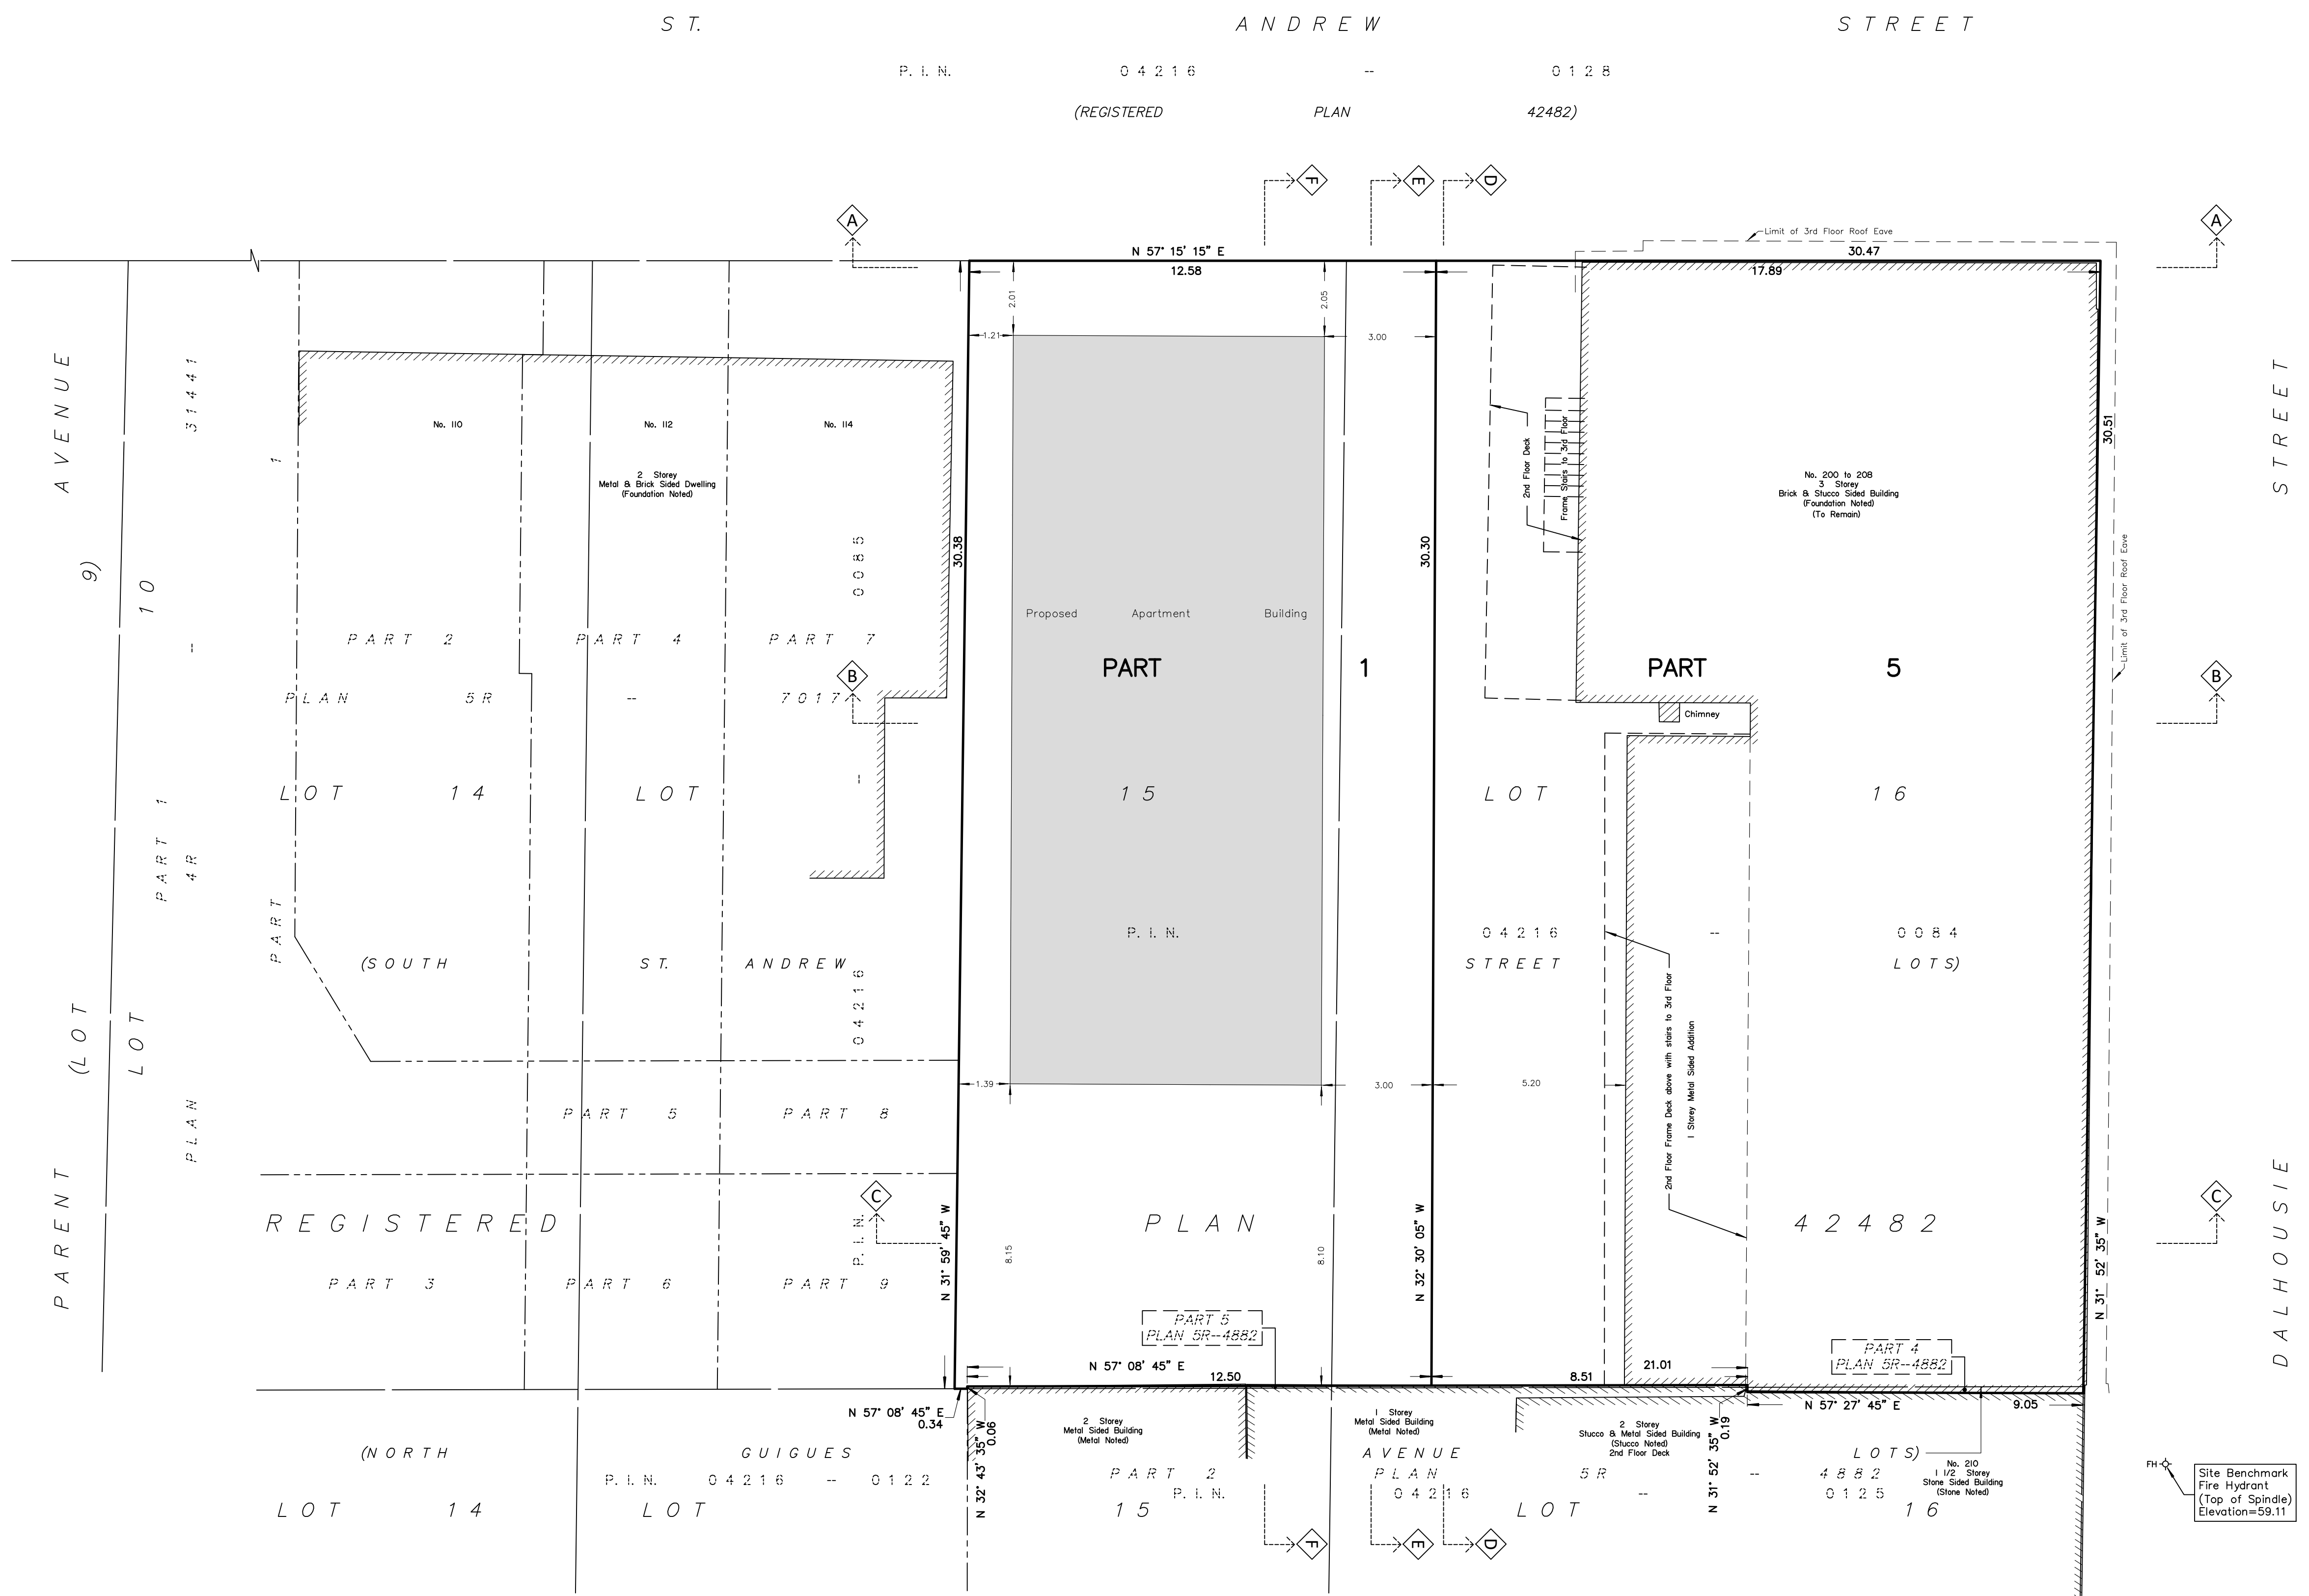 ST. ANDREW STREET
P. I. N. 04216 -- 0128
(REGISTERED PLAN 42482)
F
E
D
A
A
Limit of 3rd Floor Roof Eave
N 57° 15' 15" E
30.47
12.58
17.89
2.01
2.05
1.21
3.00
AVENUE
31441
STREET
30.51
No. 110
No. 112
No. 114
2 Storey
Metal & Brick Sided Dwelling
(Foundation Noted)
1
2nd Floor Deck
Frame Stairs to 3rd Floor
No. 200 to 208
3 Storey
Brick & Stucco Sided Building
(Foundation Noted)
(To Remain)
30.38
30.30
0085
Limit of 3rd Floor Roof Eave
9)
10
--
Proposed Apartment Building
PART 2
PART 4
PART 7
PART 1
PART 5
B
B
PLAN 5R -- 7017
Chimney
--
LOT 14
LOT 15
LOT 16
PART 1
4R
PART
P. I. N. 04216 -- 0084
(SOUTH ST. ANDREW STREET LOTS)
04216
2nd Floor Frame Deck above with stairs to 3rd Floor
1 Storey Metal Sided Addition
(LOT
LOT
1.39
3.00
5.20
PLAN
PART 5
PART 8
PARENT
DALHOUSIE
C
C
REGISTERED PLAN 42482
P. I. N.
N 31° 59' 45" W
N 32° 30' 05" W
N 31° 52' 35" W
8.15
8.10
PART 3
PART 6
PART 9
PART 5
PLAN 5R--4882
PART 4
PLAN 5R--4882
N 57° 08' 45" E
12.50
21.01
8.51
N 57° 08' 45" E
0.34
N 32° 43' 35" W
0.06
N 31° 52' 35" W
0.19
N 57° 27' 45" E
9.05
2 Storey
Metal Sided Building
(Metal Noted)
1 Storey
Metal Sided Building
(Metal Noted)
2 Storey
Stucco & Metal Sided Building
(Stucco Noted)
2nd Floor Deck
(NORTH GUIGUES AVENUE LOTS)
P. I. N. 04216 -- 0122
PART 2 PLAN 5R -- 4882
P. I. N. 04216 -- 0125
No. 210
1 1/2 Storey
Stone Sided Building
(Stone Noted)
LOT 14
LOT 15
LOT 16
FH
Site Benchmark
Fire Hydrant
(Top of Spindle)
Elevation=59.11
F
E
D